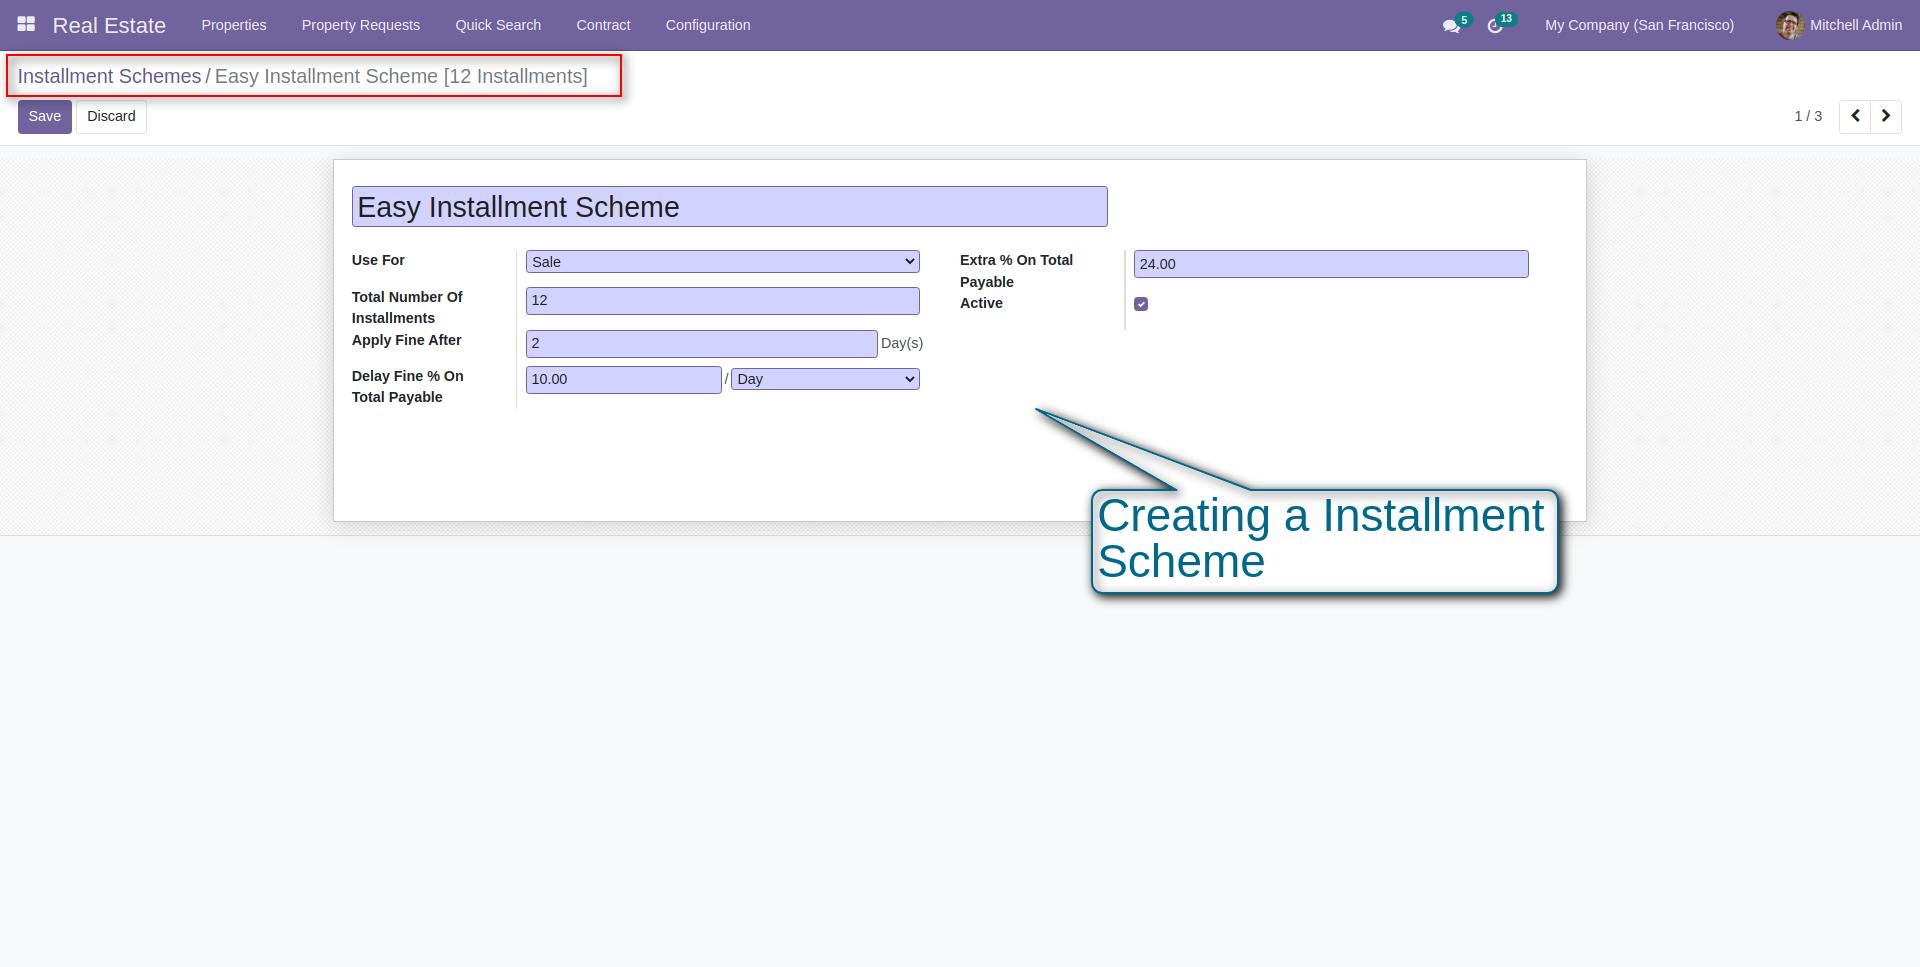 Real Estate Properties Property Requests Quick Search Contract Configuration 5 13 My Company (San Francisco) Mitchell Admin
Installment Schemes / Easy Installment Scheme [12 Installments]
Save Discard 1 / 3
Easy Installment Scheme
Use For Sale
Total Number Of
Installments
12
Apply Fine After 2 Day(s)
Delay Fine % On
Total Payable
10.00 / Day
Extra % On Total
Payable
24.00
Active
Creating a Installment
Scheme